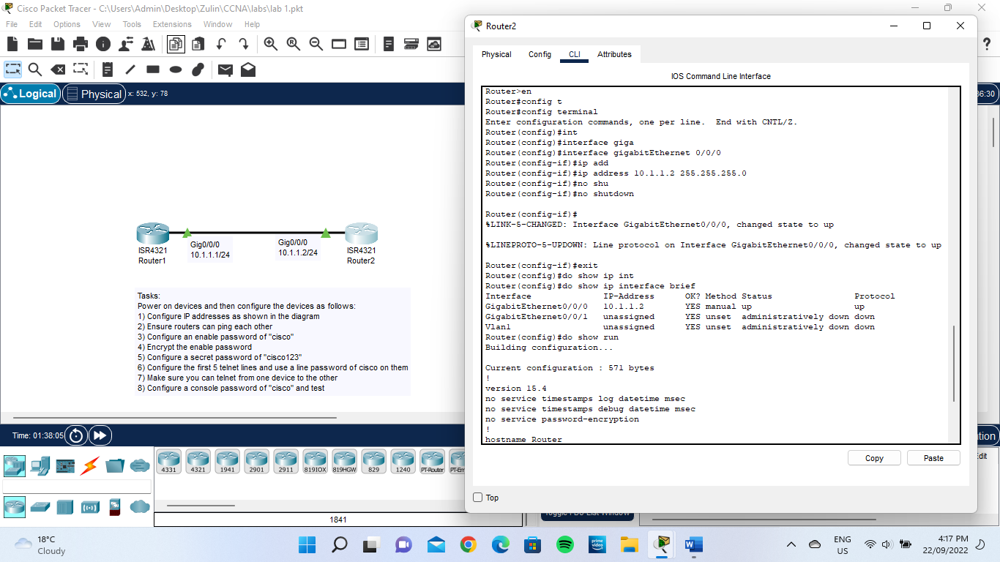 Cisco Packet Tracer - C:\Users\Admin\Desktop\Zulin\CCNA\labs\lab 1.pkt
File Edit Options View Tools Extensions Window Help
Logical Physical x: 532, y: 78
36:30
ISR4321
Router1
Gig0/0/0
10.1.1.1/24
Gig0/0/0
10.1.1.2/24
ISR4321
Router2
Tasks:
Power on devices and then configure the devices as follows:
1) Configure IP addresses as shown in the diagram
2) Ensure routers can ping each other
3) Configure an enable password of "cisco"
4) Encrypt the enable password
5) Configure a secret password of "cisco123"
6) Configure the first 5 telnet lines and use a line password of cisco on them
7) Make sure you can telnet from one device to the other
8) Configure a console password of "cisco" and test
Router2
Physical Config CLI Attributes
IOS Command Line Interface
Router>en
Router#config t
Router#config terminal
Enter configuration commands, one per line. End with CNTL/Z.
Router(config)#int
Router(config)#interface giga
Router(config)#interface gigabitEthernet 0/0/0
Router(config-if)#ip add
Router(config-if)#ip address 10.1.1.2 255.255.255.0
Router(config-if)#no shu
Router(config-if)#no shutdown
Router(config-if)#
%LINK-5-CHANGED: Interface GigabitEthernet0/0/0, changed state to up
%LINEPROTO-5-UPDOWN: Line protocol on Interface GigabitEthernet0/0/0, changed state to up
Router(config-if)#exit
Router(config)#do show ip int
Router(config)#do show ip interface brief
Interface IP-Address OK? Method Status Protocol
GigabitEthernet0/0/0 10.1.1.2 YES manual up up
GigabitEthernet0/0/1 unassigned YES unset administratively down down
Vlan1 unassigned YES unset administratively down down
Router(config)#do show run
Building configuration...
Current configuration : 571 bytes
!
version 15.4
no service timestamps log datetime msec
no service timestamps debug datetime msec
no service password-encryption
!
hostname Router
Copy Paste
Top
Time: 01:38:05
tion
4331 4321 1941 2901 2911 819IOX 819HGW 829 1240 PT-Router PT-Em
dit
1841
Toggle PDU List Window
18°C
Cloudy
prime video
ENG
US
4:17 PM
22/09/2022